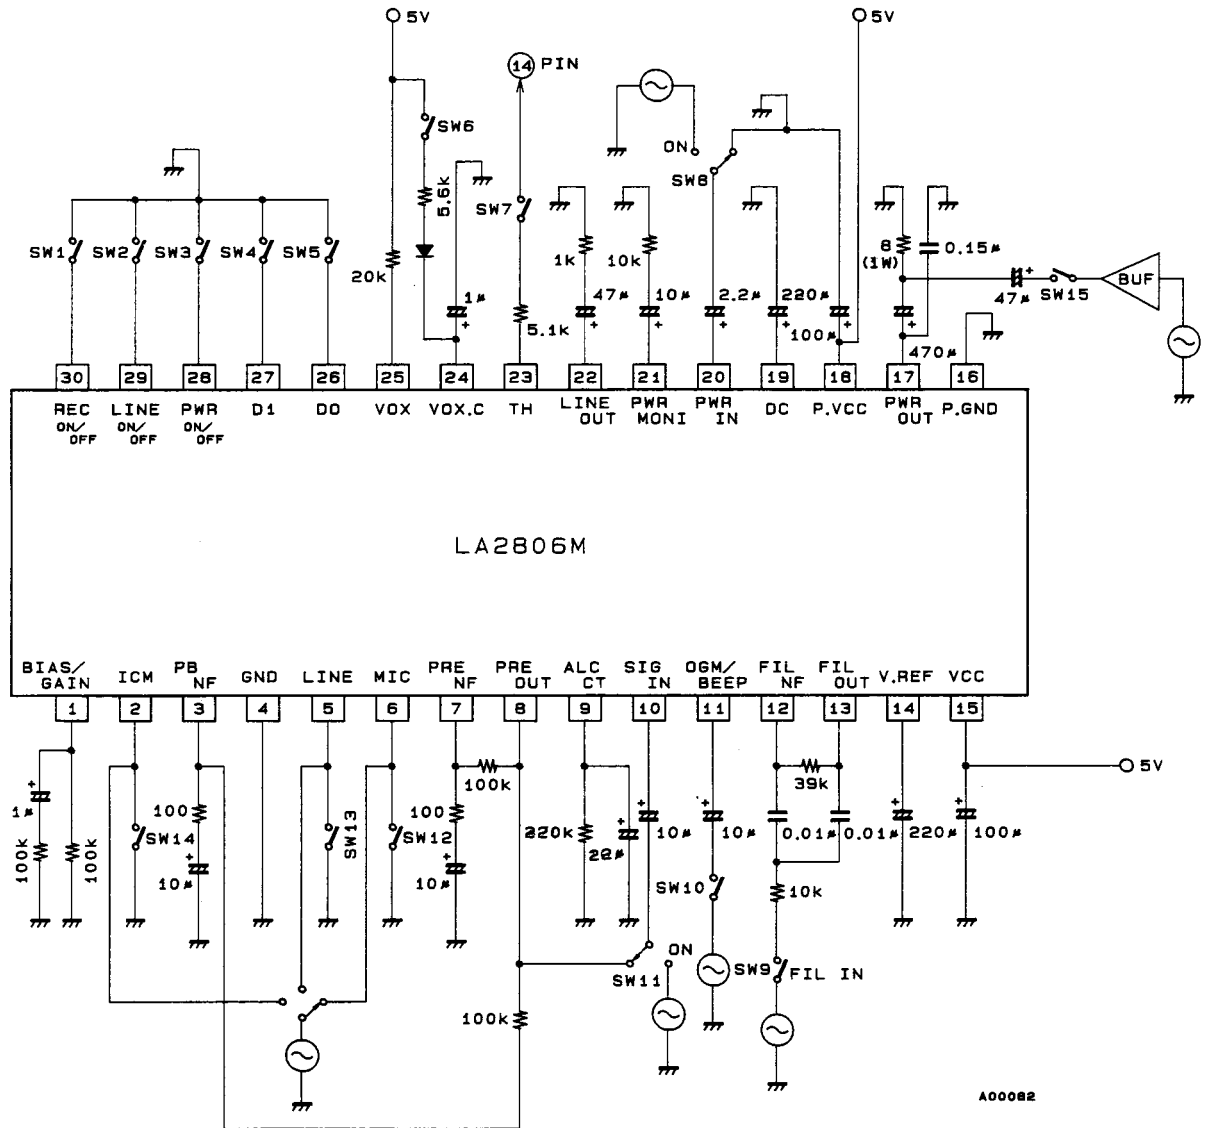 5V
5V
14 PIN
SW6
ON
SW8
5.6k
SW7
SW1
SW2
SW3
SW4
SW5
20k
1µ
5.1k
1k
47µ
10k
10µ
2.2µ
220µ
100µ
8
(1W)
0.15µ
470µ
47µ
SW15
BUF
30 29 28 27 26 25 24 23 22 21 20 19 18 17 16
REC ON/OFF
LINE ON/OFF
PWR ON/OFF
D1
D0
VOX
VOX.C
TH
LINE OUT
PWR MONI
PWR IN
DC
P.VCC
PWR OUT
P.GND
LA2806M
BIAS/GAIN
ICM
PB NF
GND
LINE
MIC
PRE NF
PRE OUT
ALC CT
SIG IN
OGM/BEEP
FIL NF
FIL OUT
V.REF
VCC
1 2 3 4 5 6 7 8 9 10 11 12 13 14 15
5V
1µ
100k
100k
SW14
100
10µ
SW13
SW12
100
10µ
100k
220k
22µ
10µ
10µ
39k
0.01µ
0.01µ
220µ
100µ
SW10
10k
SW11
ON
SW9
FIL IN
100k
A00082